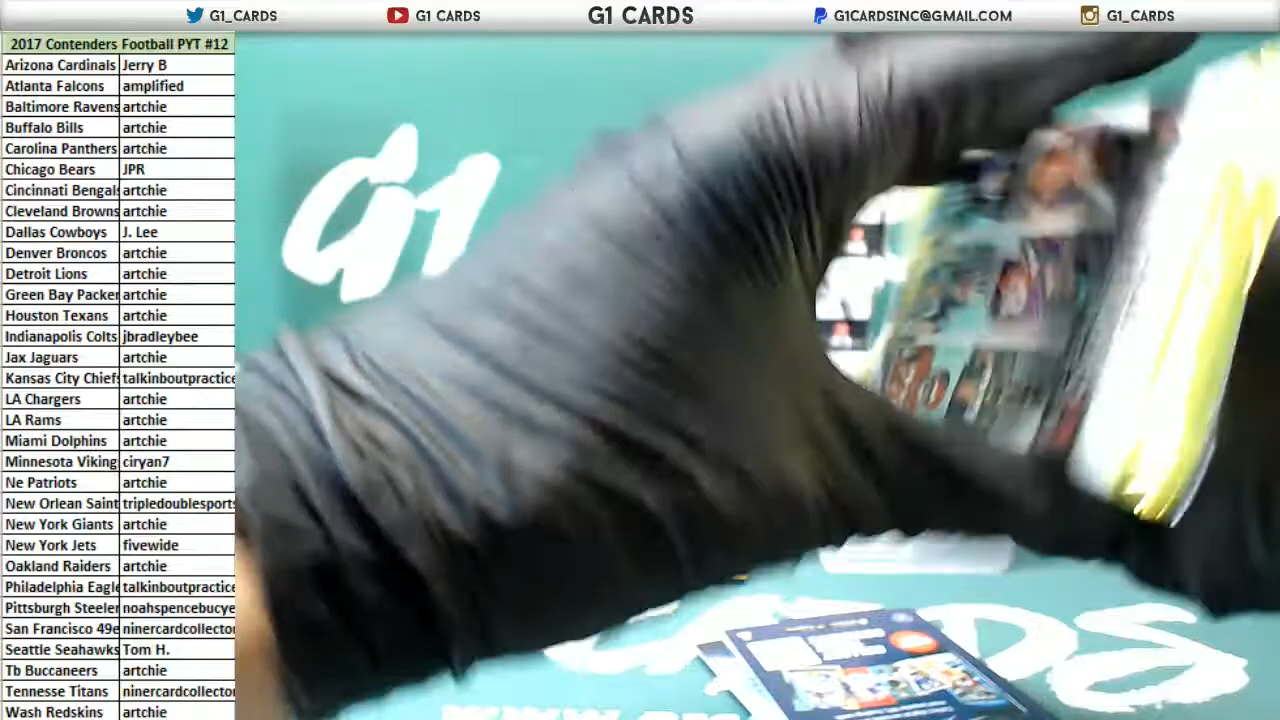 G1_CARDS G1 CARDS G1 CARDS G1CARDSINC@GMAIL.COM G1_CARDS
2017 Contenders Football PYT #12
Arizona Cardinals Jerry B
Atlanta Falcons amplified
Baltimore Ravens artchie
Buffalo Bills artchie
Carolina Panthers artchie
Chicago Bears JPR
Cincinnati Bengals artchie
Cleveland Browns artchie
Dallas Cowboys J. Lee
Denver Broncos artchie
Detroit Lions artchie
Green Bay Packer artchie
Houston Texans artchie
Indianapolis Colts jbradleybee
Jax Jaguars artchie
Kansas City Chiefs talkinboutpractice
LA Chargers artchie
LA Rams artchie
Miami Dolphins artchie
Minnesota Viking ciryan7
Ne Patriots artchie
New Orlean Saint tripledoublesports
New York Giants artchie
New York Jets fivewide
Oakland Raiders artchie
Philadelphia Eagle talkinboutpractice
Pittsburgh Steeler noahspencebucye
San Francisco 49e ninercardcollector
Seattle Seahawks Tom H.
Tb Buccaneers artchie
Tennesse Titans ninercardcollector
Wash Redskins artchie
G1